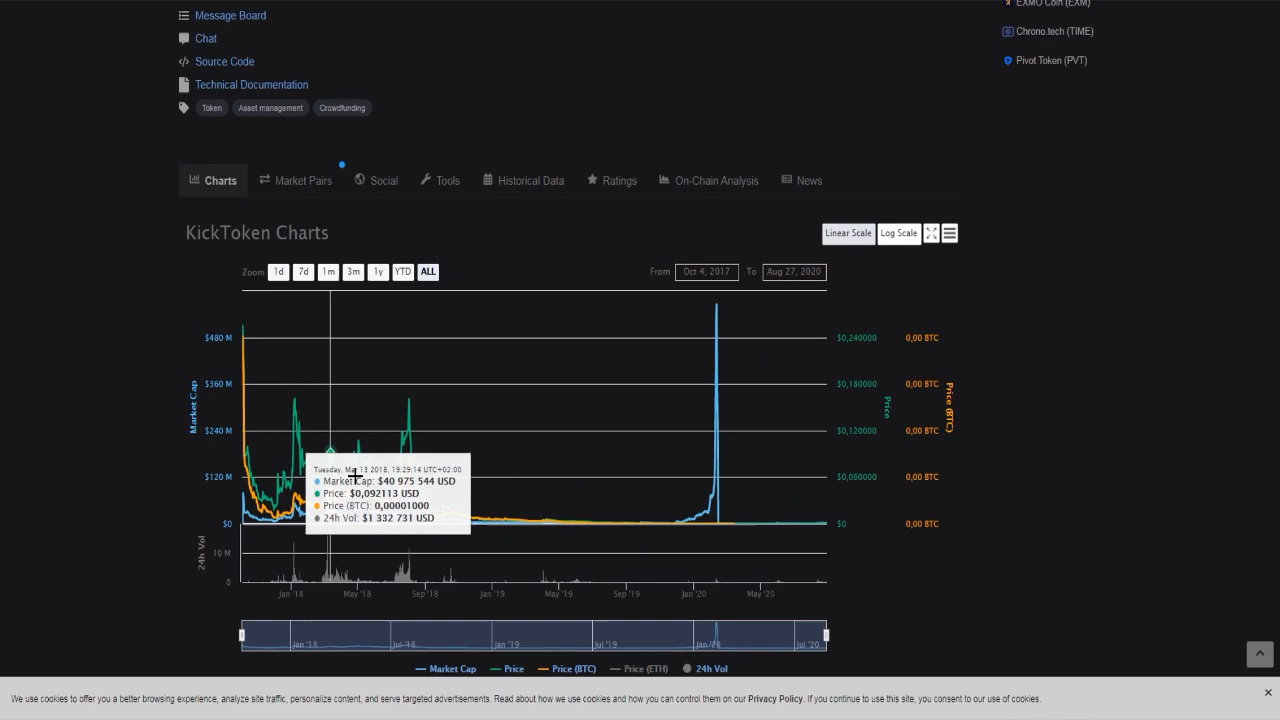 Message Board
EXMO Coin (EXM)
Chat
Chrono.tech (TIME)
Source Code
Pivot Token (PVT)
Technical Documentation
Token Asset management Crowdfunding
Charts Market Pairs Social Tools Historical Data Ratings On-Chain Analysis News
KickToken Charts
Linear Scale Log Scale
Zoom 1d 7d 1m 3m 1y YTD ALL From Oct 4, 2017 To Aug 27, 2020
$480 M $0,240000 0,00 BTC
$360 M $0,180000 0,00 BTC
Market Cap
Price
Price (BTC)
$240 M $0,120000 0,00 BTC
Tuesday, Mar 13 2018, 19:29:14 UTC+02:00
$120 M $0,060000 0,00 BTC
Market Cap: $40 975 544 USD
Price: $0,092113 USD
Price (BTC): 0,00001000
24h Vol: $1 332 731 USD
$0 $0 0,00 BTC
24h Vol
10 M
0
Jan '18 May '18 Sep '18 Jan '19 May '19 Sep '19 Jan '20 May '20
Jan '18 Jul '18 Jan '19 Jul '19 Jan '20 Jul '20
Market Cap Price Price (BTC) Price (ETH) 24h Vol
We use cookies to offer you a better browsing experience, analyze site traffic, personalize content, and serve targeted advertisements. Read about how we use cookies and how you can control them on our Privacy Policy. If you continue to use this site, you consent to our use of cookies.